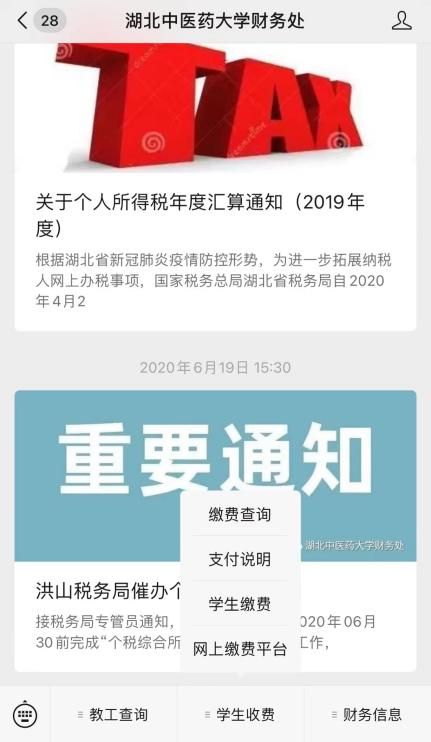 28
湖北中医药大学财务处
TAX
dreamstime
关于个人所得税年度汇算通知（2019年
度）
根据湖北省新冠肺炎疫情防控形势，为进一步拓展纳税
人网上办税事项，国家税务总局湖北省税务局自2020
年4月2
2020年6月19日 15:30
重要通知
湖北中医药大学财务处
缴费查询
支付说明
学生缴费
网上缴费平台
洪山税务局催办个
接税务局专管员通知，
020年06月
30前完成“个税综合所
工作，
教工查询
学生收费
财务信息